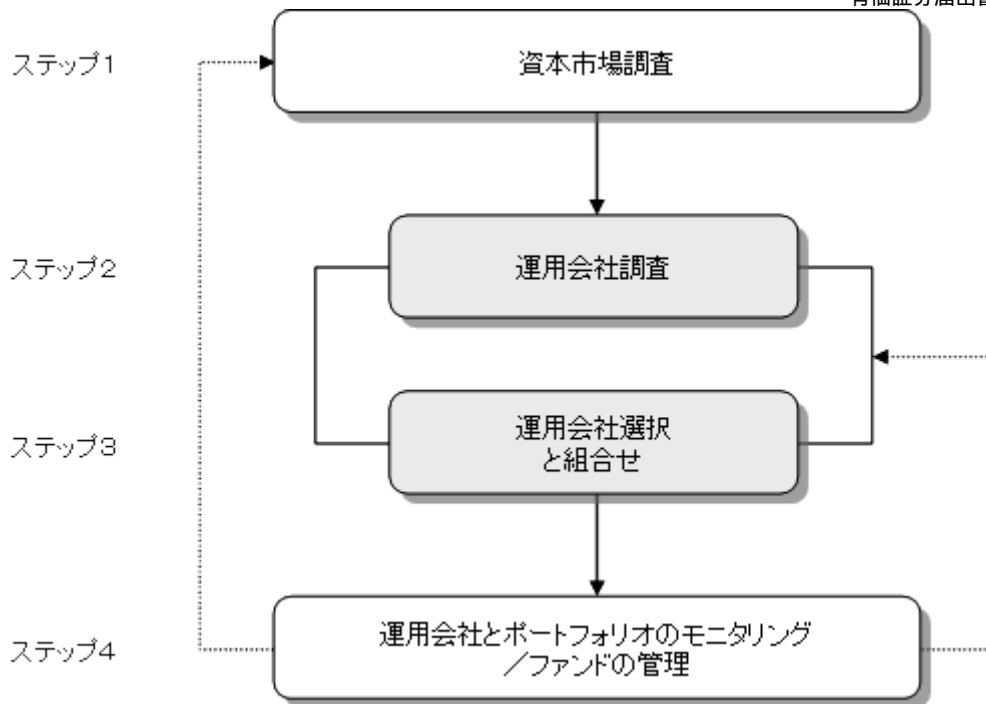 ステップ1
資本市場調査
ステップ2
運用会社調査
ステップ3
運用会社選択
と組合せ
ステップ4
運用会社とポートフォリオのモニタリング
／ファンドの管理